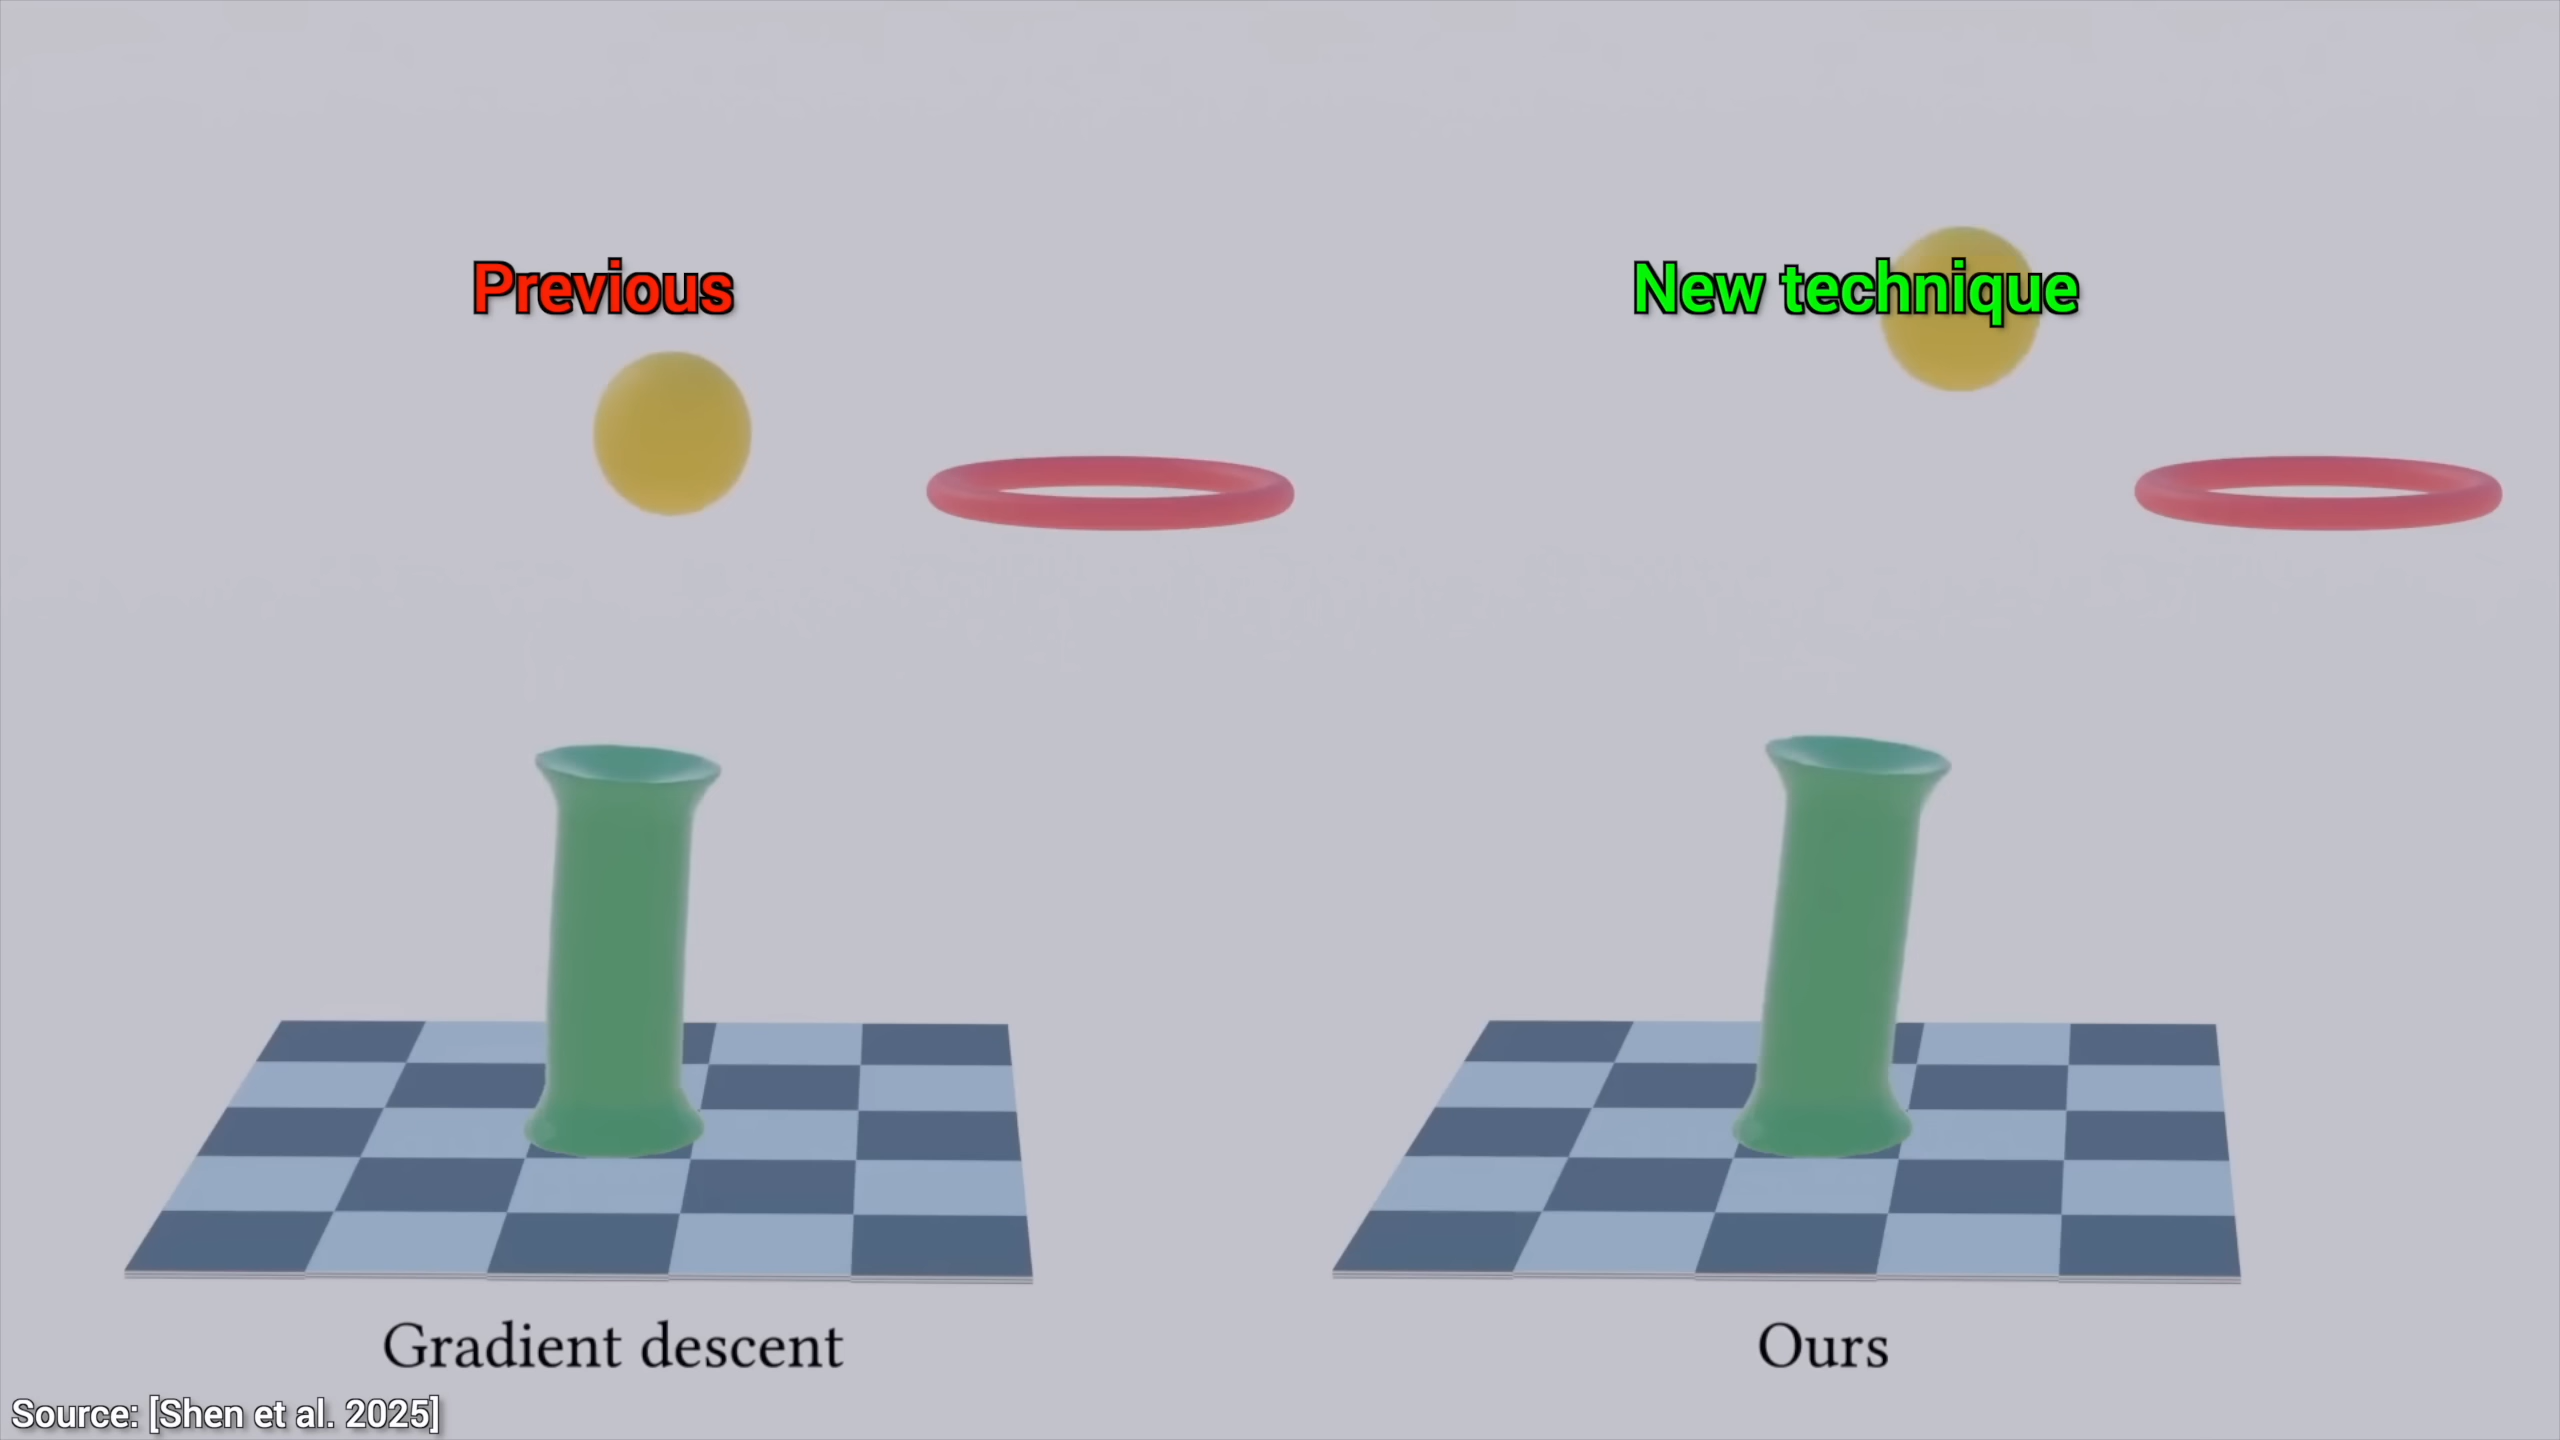 Previous
New technique
Gradient descent
Ours
Source: [Shen et al. 2025]